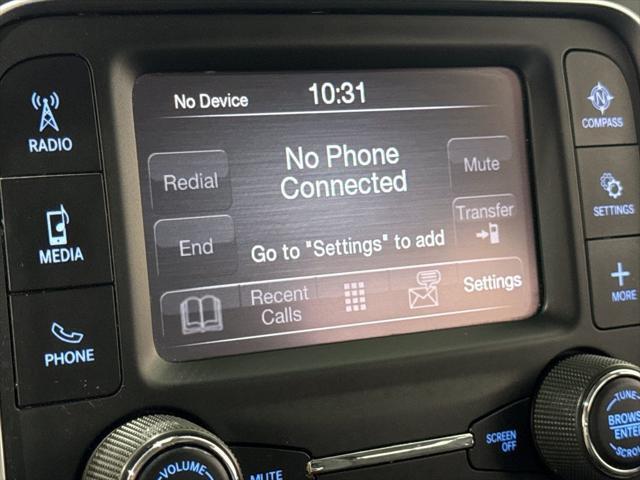 No Device
10:31
RADIO
MEDIA
PHONE
Redial
End
No Phone
Connected
Go to "Settings" to add
Mute
Transfer
Recent
Calls
Settings
N
COMPASS
SETTINGS
+
MORE
VOLUME
MUTE
SCREEN
OFF
TUNE
BROWSE
ENTER
SCROLL